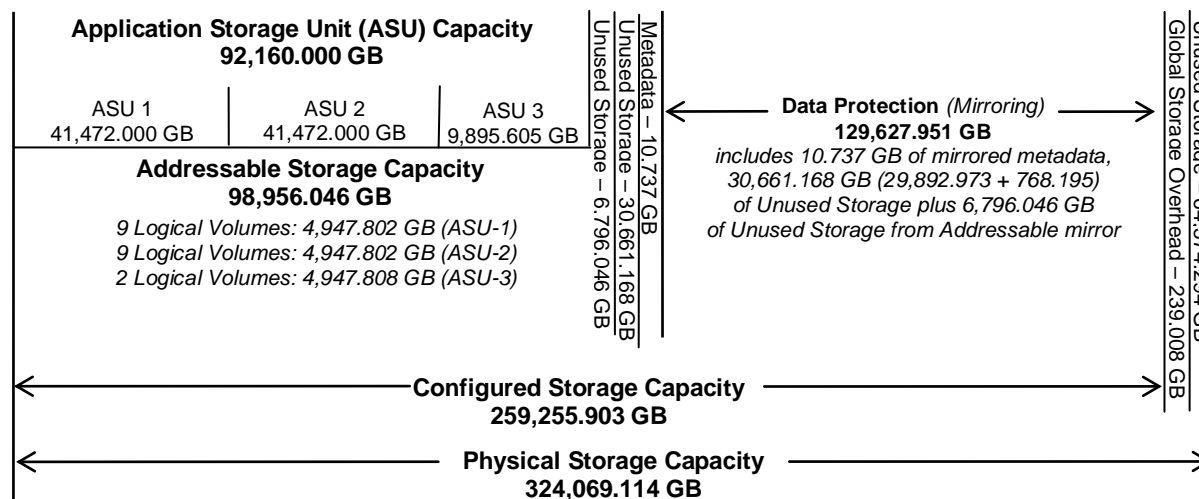 Application Storage Unit (ASU) Capacity
92,160.000 GB
ASU 1
41,472.000 GB
ASU 2
41,472.000 GB
ASU 3
9,895.605 GB
Addressable Storage Capacity
98,956.046 GB
9 Logical Volumes: 4,947.802 GB (ASU-1)
9 Logical Volumes: 4,947.802 GB (ASU-2)
2 Logical Volumes: 4,947.808 GB (ASU-3)
Unused Storage – 6.796.046 GB
Unused Storage – 30,661.168 GB
Metadata – 10.737 GB
Data Protection (Mirroring)
129,627.951 GB
includes 10.737 GB of mirrored metadata,
30,661.168 GB (29,892.973 + 768.195)
of Unused Storage plus 6,796.046 GB
of Unused Storage from Addressable mirror
Global Storage Overhead – 239.008 GB
Configured Storage Capacity
259,255.903 GB
Physical Storage Capacity
324,069.114 GB